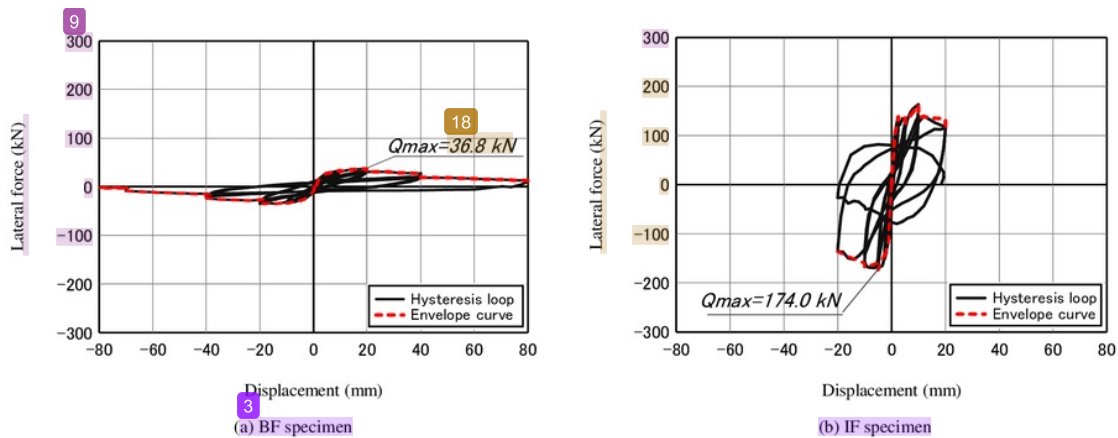 9
300
200
100
0
−100
−200
−300
Lateral force (kN)
18
Qmax=36.8 kN
Hysteresis loop
Envelope curve
−80 −60 −40 −20 0 20 40 60 80
Displacement (mm)
3
(a) BF specimen
300
200
100
0
−100
−200
−300
Lateral force (kN)
Qmax=174.0 kN
Hysteresis loop
Envelope curve
−80 −60 −40 −20 0 20 40 60 80
Displacement (mm)
(b) IF specimen